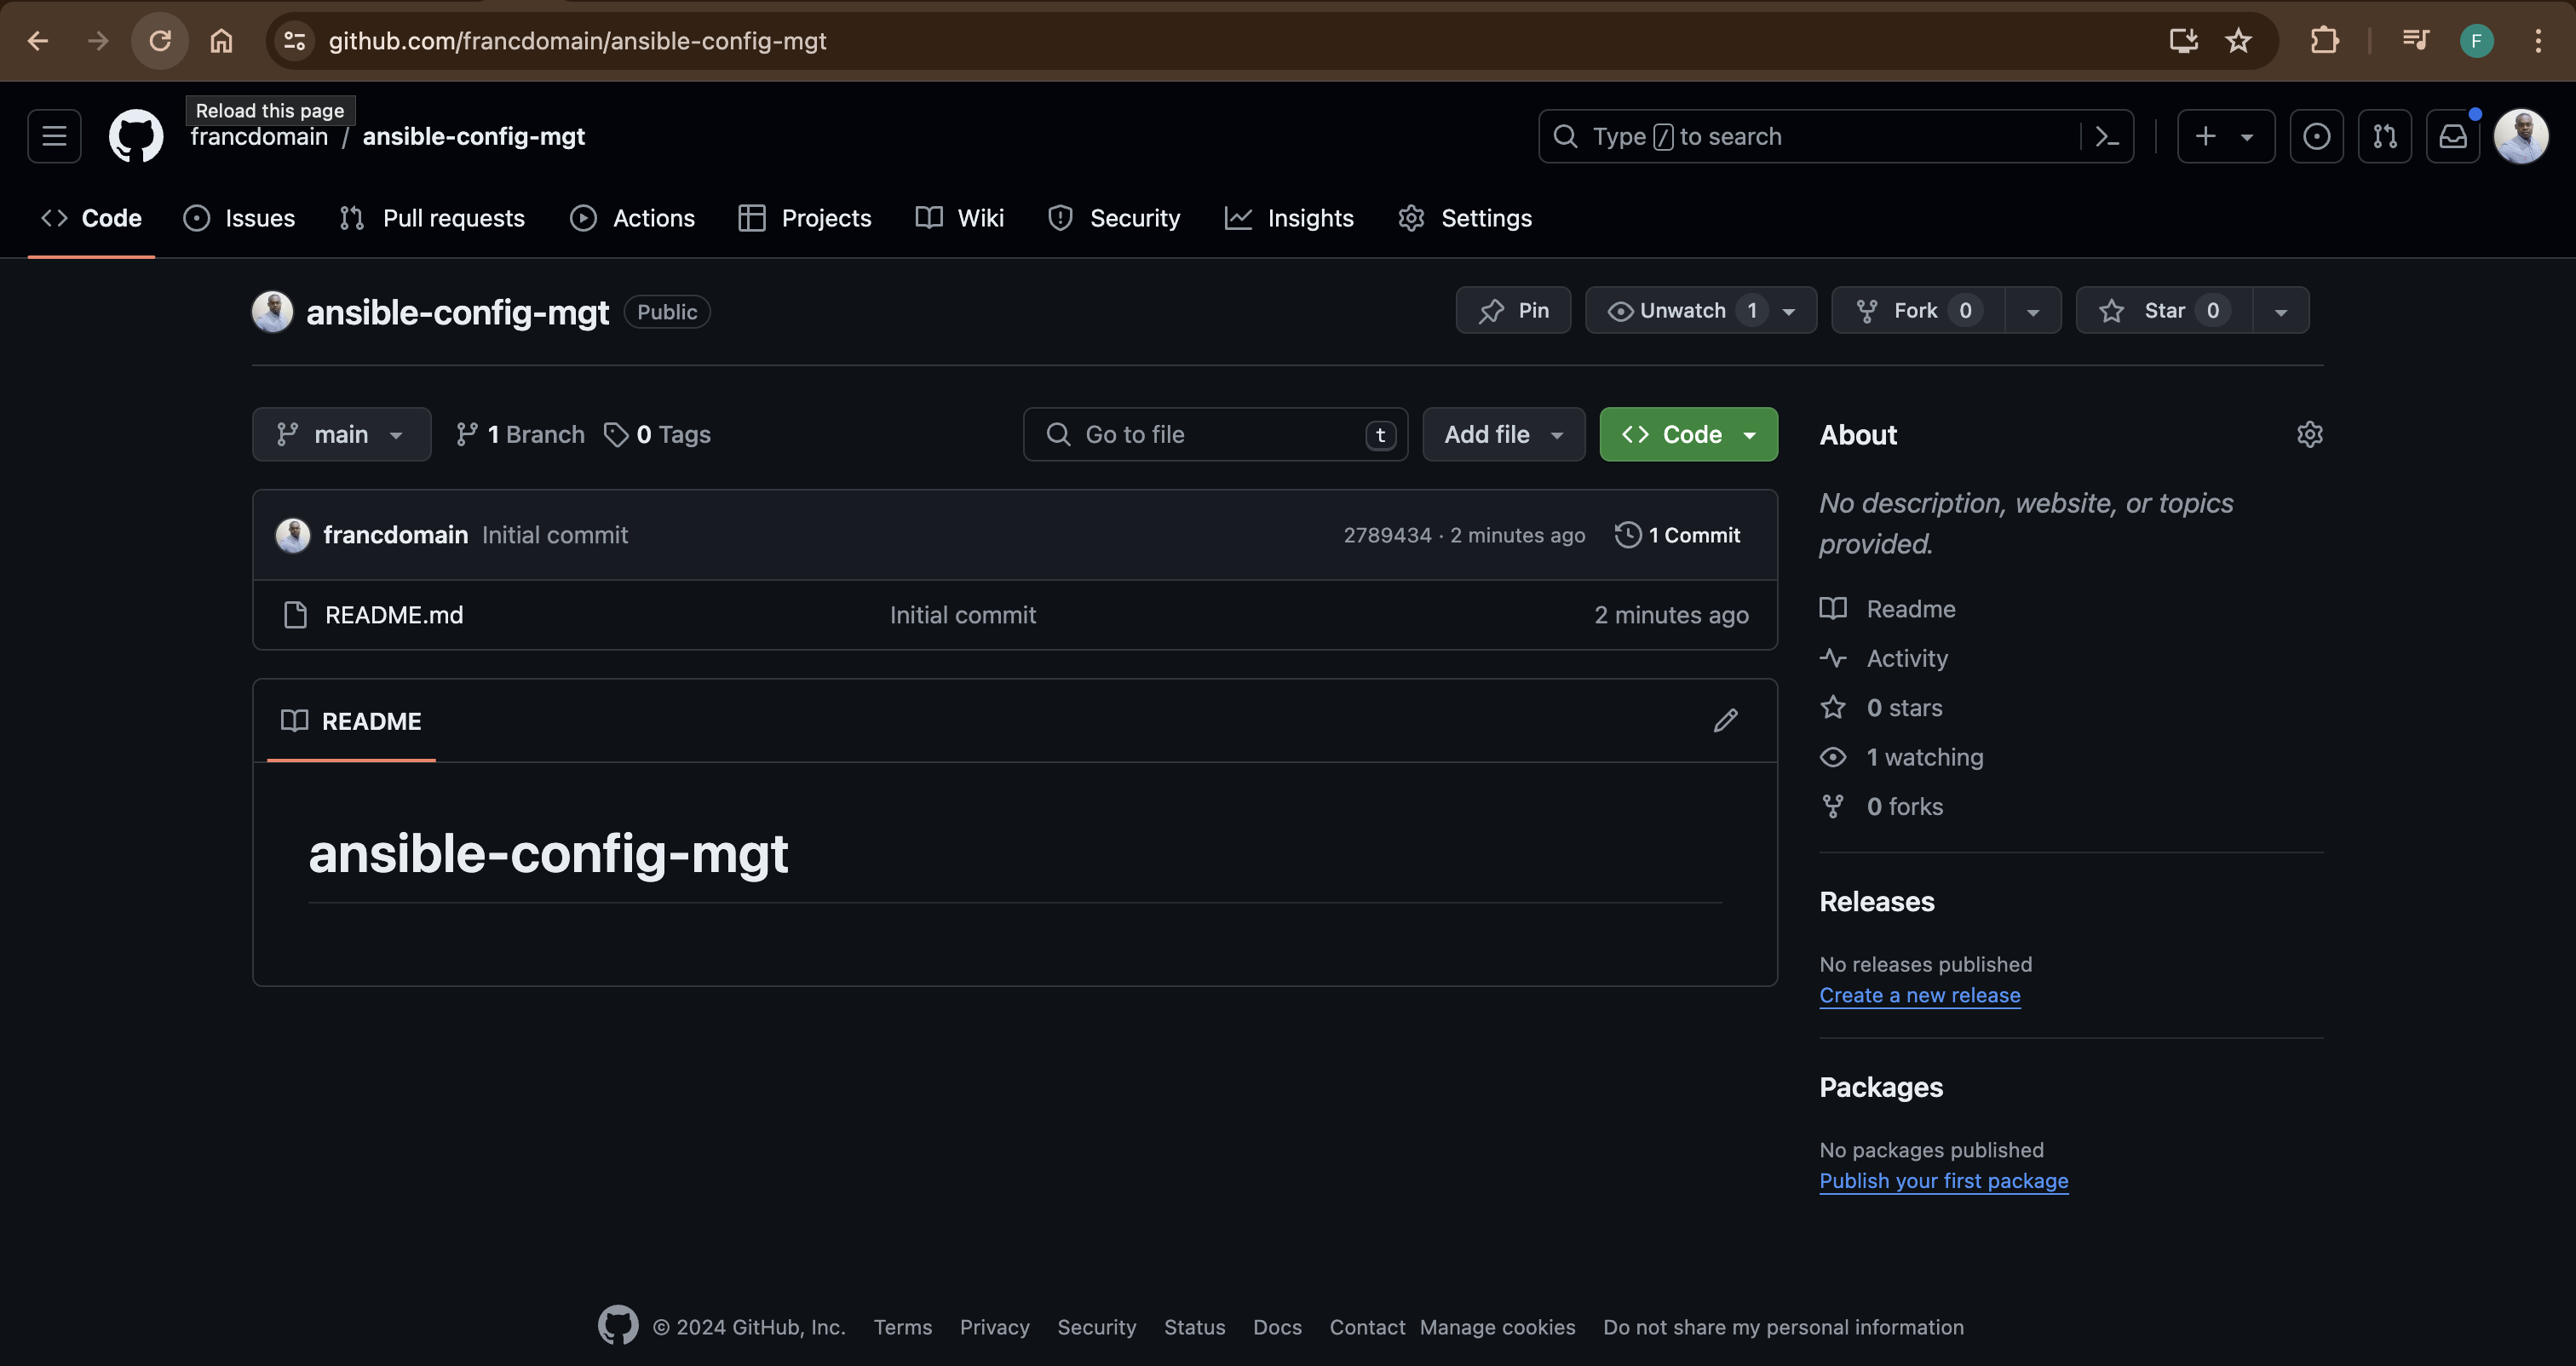 github.com/francdomain/ansible-config-mgt
F
Reload this page
francdomain / ansible-config-mgt
Type / to search
Code Issues Pull requests Actions Projects Wiki Security Insights Settings
ansible-config-mgt Public
Pin Unwatch 1 Fork 0 Star 0
main 1 Branch 0 Tags
Go to file t Add file Code
francdomain Initial commit 2789434 · 2 minutes ago 1 Commit
README.md Initial commit 2 minutes ago
README
ansible-config-mgt
About
No description, website, or topics
provided.
Readme
Activity
0 stars
1 watching
0 forks
Releases
No releases published
Create a new release
Packages
No packages published
Publish your first package
© 2024 GitHub, Inc. Terms Privacy Security Status Docs Contact Manage cookies Do not share my personal information